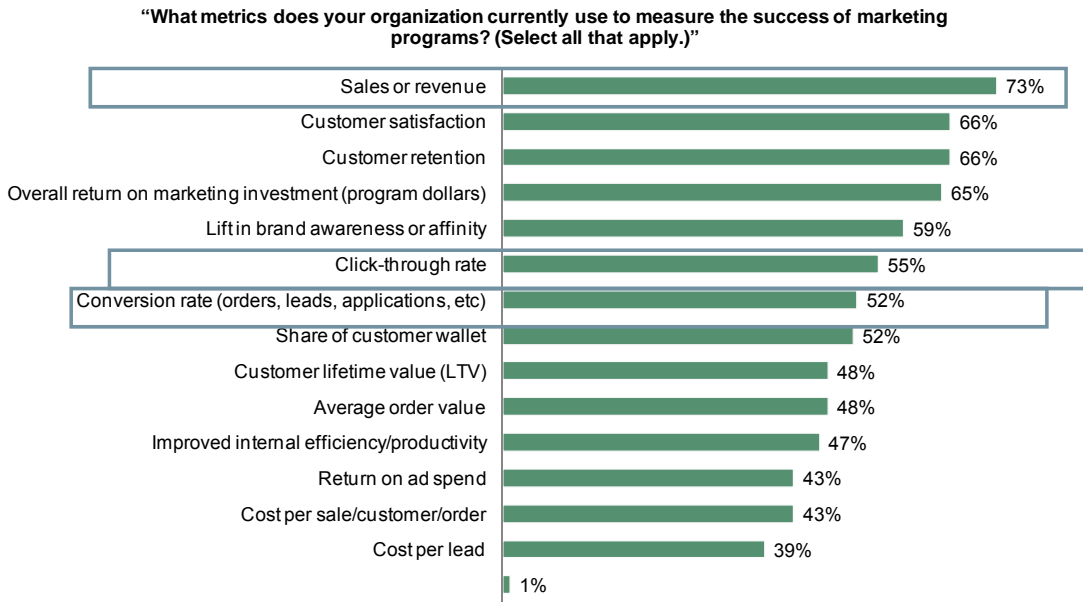 “What metrics does your organization currently use to measure the success of marketing
programs? (Select all that apply.)”
Sales or revenue 73%
Customer satisfaction 66%
Customer retention 66%
Overall return on marketing investment (program dollars) 65%
Lift in brand awareness or affinity 59%
Click-through rate 55%
Conversion rate (orders, leads, applications, etc) 52%
Share of customer wallet 52%
Customer lifetime value (LTV) 48%
Average order value 48%
Improved internal efficiency/productivity 47%
Return on ad spend 43%
Cost per sale/customer/order 43%
Cost per lead 39%
1%